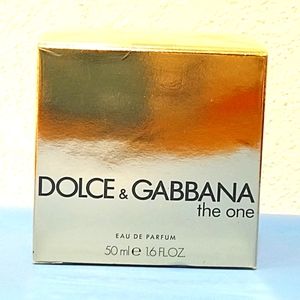 DOLCE & GABBANA
the one
EAU DE PARFUM
50 ml e 1.6 FL.OZ.